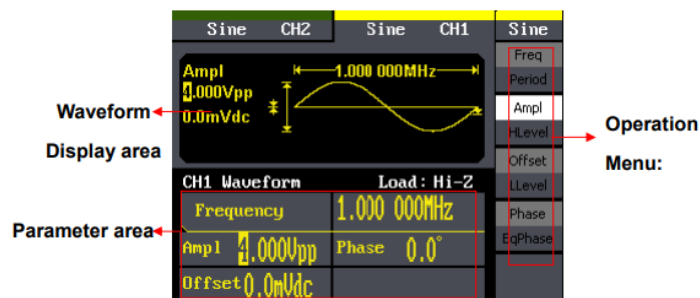 Sine CH2 Sine CH1 Sine
Freq
Period
Ampl
HLevel
Offset
LLevel
Phase
EqPhase
Ampl
4.000Vpp
0.0mVdc
1.000 000MHz
Waveform
Display area
Operation
Menu:
CH1 Waveform Load: Hi-Z
Frequency 1.000 000MHz
Ampl 4.000Vpp Phase 0.0°
Offset 0.0mVdc
Parameter area